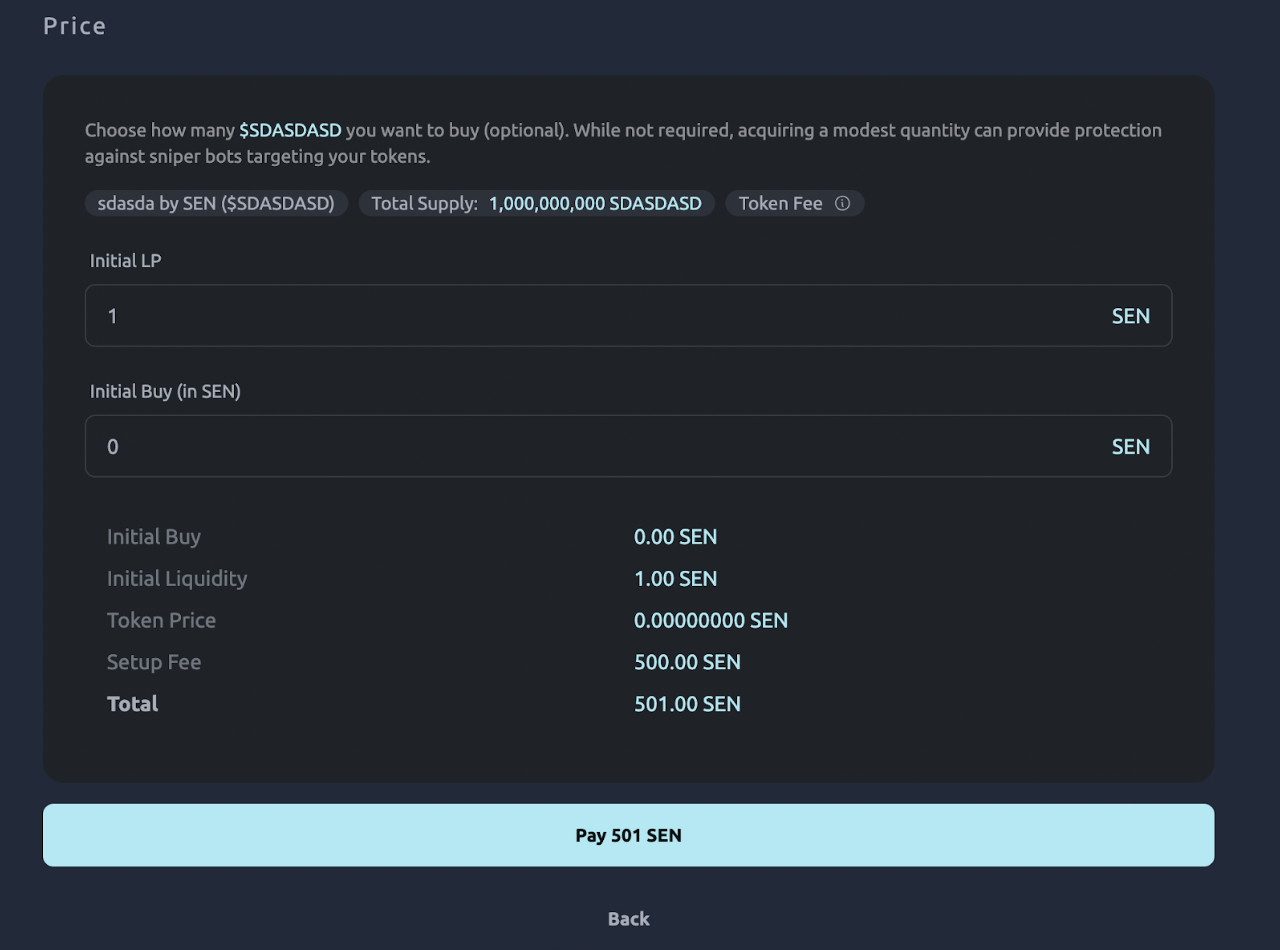 Price
Choose how many $SDASDASD you want to buy (optional). While not required, acquiring a modest quantity can provide protection
against sniper bots targeting your tokens.
sdasda by SEN ($SDASDASD) Total Supply: 1,000,000,000 SDASDASD Token Fee
Initial LP
1 SEN
Initial Buy (in SEN)
0 SEN
Initial Buy 0.00 SEN
Initial Liquidity 1.00 SEN
Token Price 0.00000000 SEN
Setup Fee 500.00 SEN
Total 501.00 SEN
Pay 501 SEN
Back